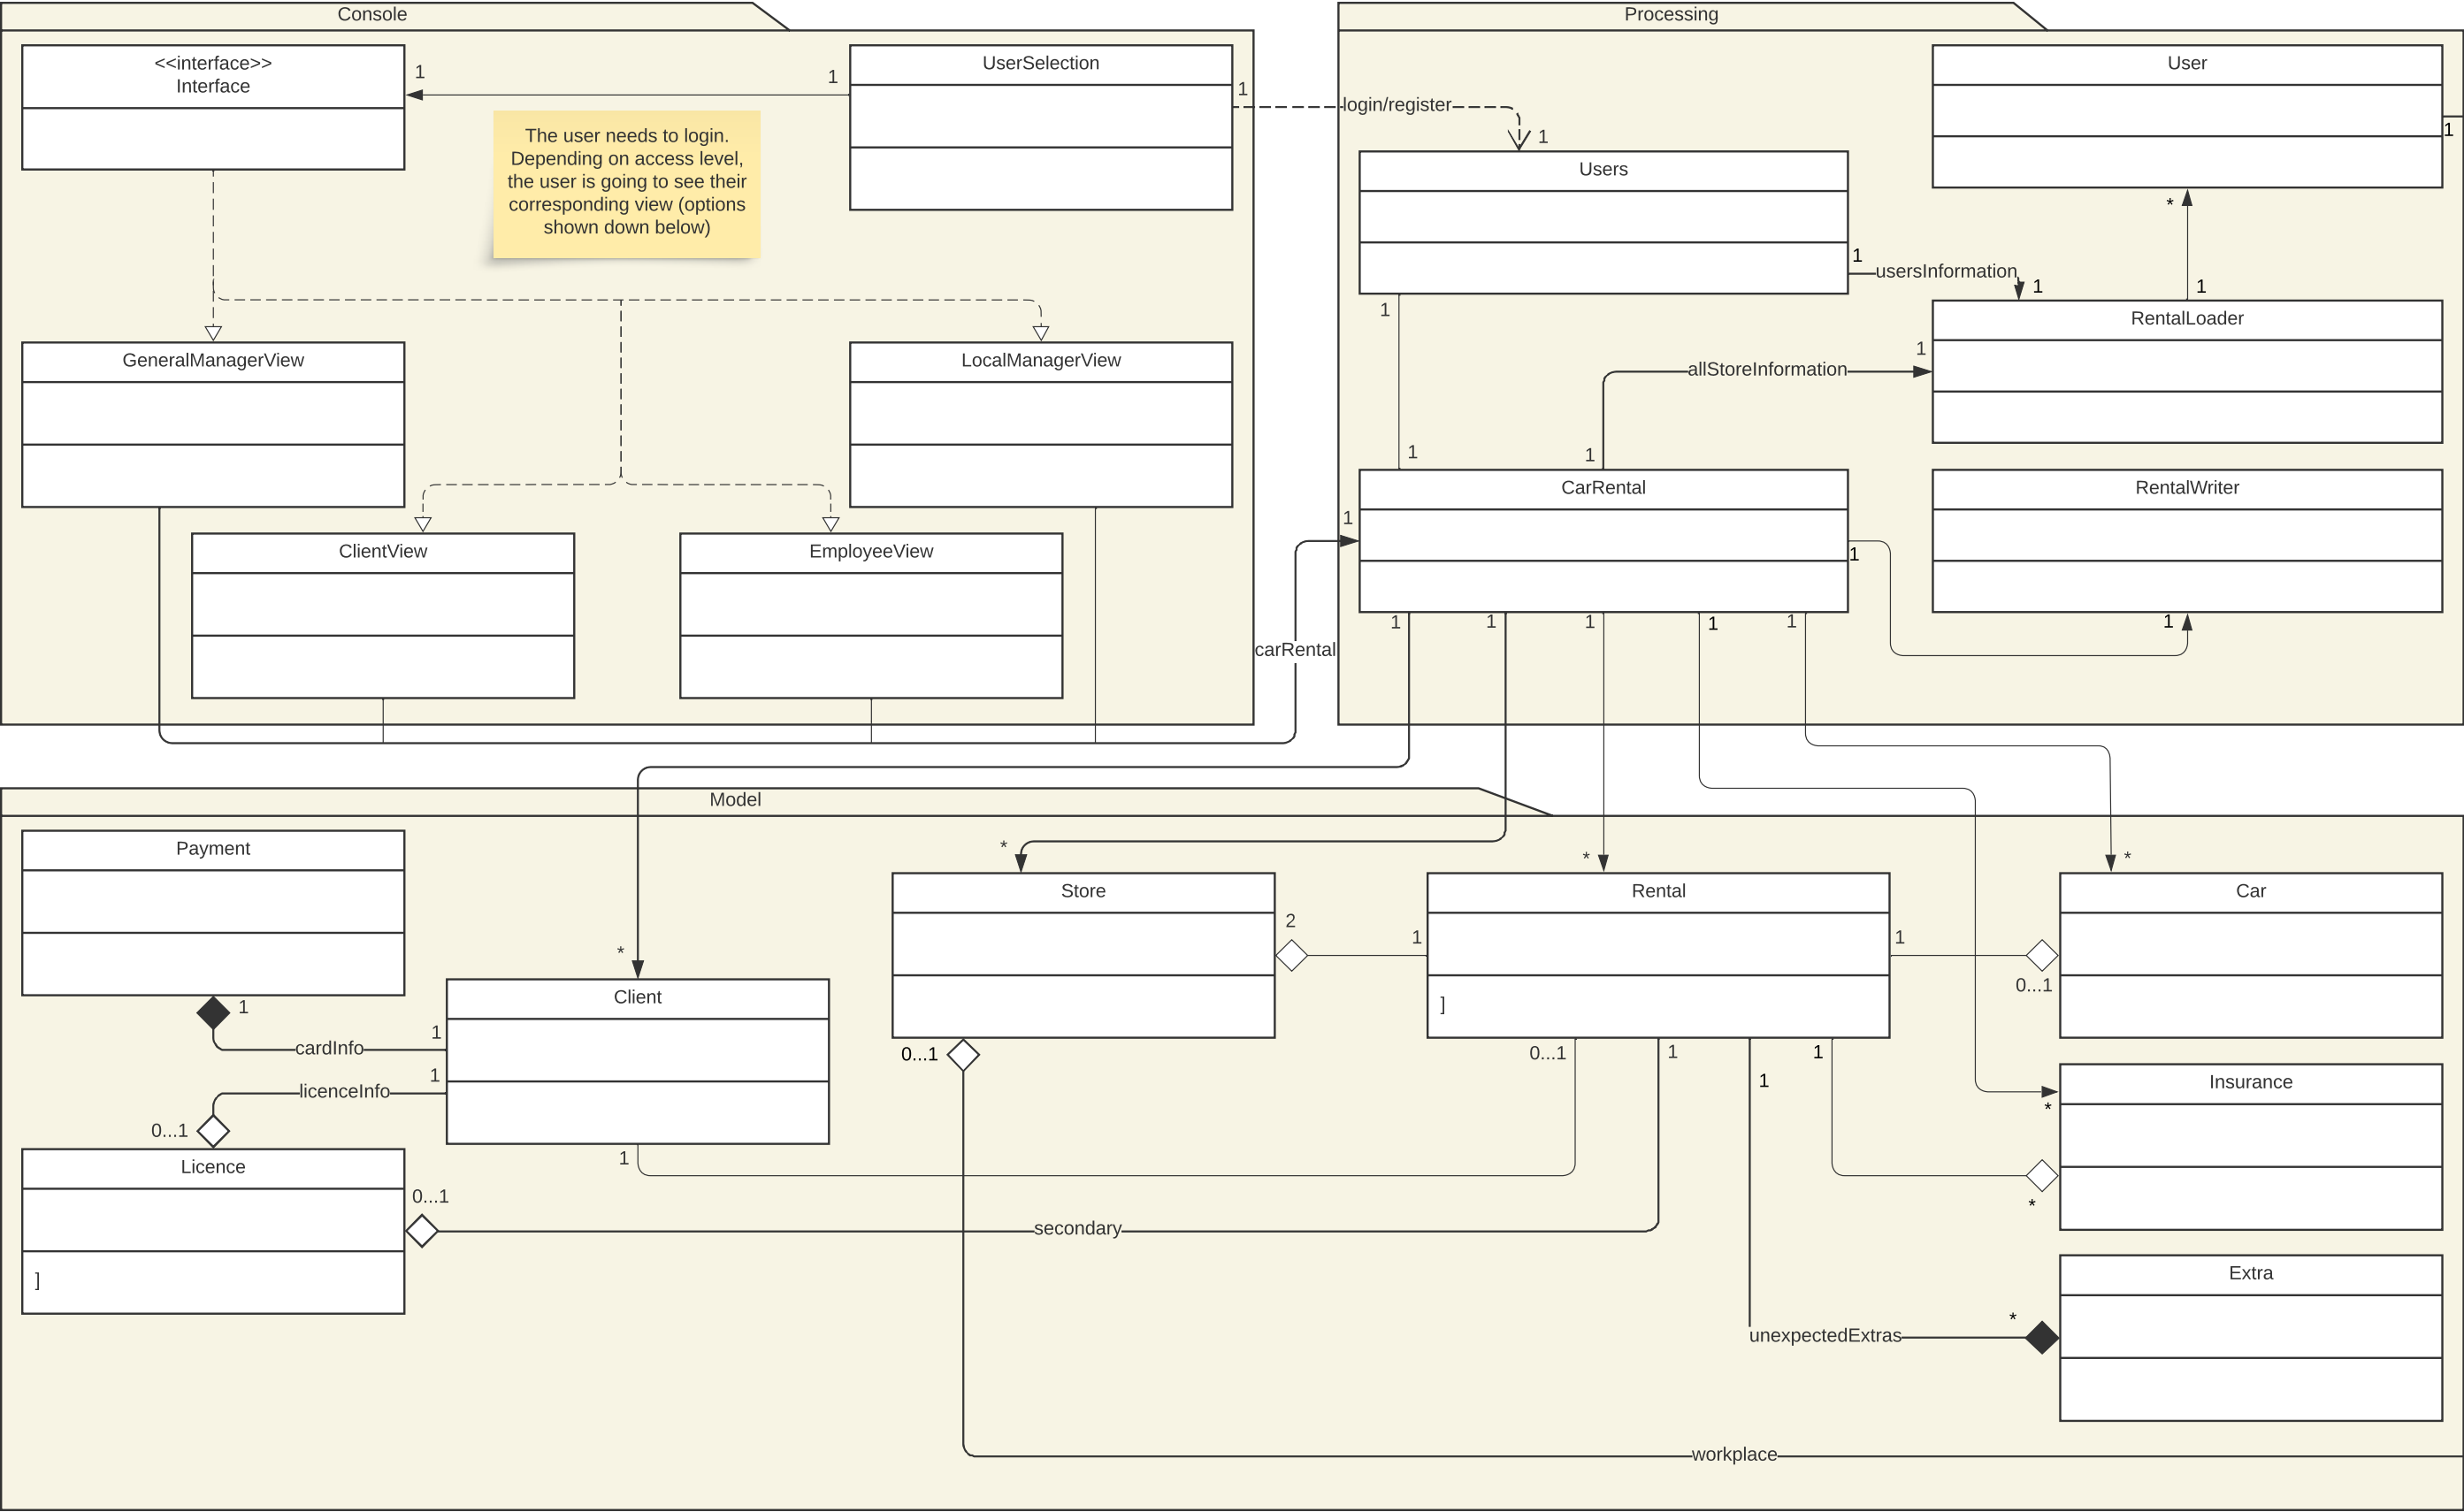 Console
<<interface>>
Interface
1
1
UserSelection
1
The user needs to login.
Depending on access level,
the user is going to see their
corresponding view (options
shown down below)
GeneralManagerView
LocalManagerView
ClientView
EmployeeView
carRental
Processing
login/register
1
User
1
Users
*
1
usersInformation
1
1
1
RentalLoader
1
allStoreInformation
1
1
CarRental
RentalWriter
1
1
1
1
1
1
1
1
Model
Payment
*
Store
*
Rental
]
*
Car
2
1
1
0...1
*
Client
1
1
cardInfo
1
licenceInfo
0...1
Licence
]
0...1
0...1
0...1
1
1
1
Insurance
*
*
1
secondary
Extra
*
unexpectedExtras
workplace